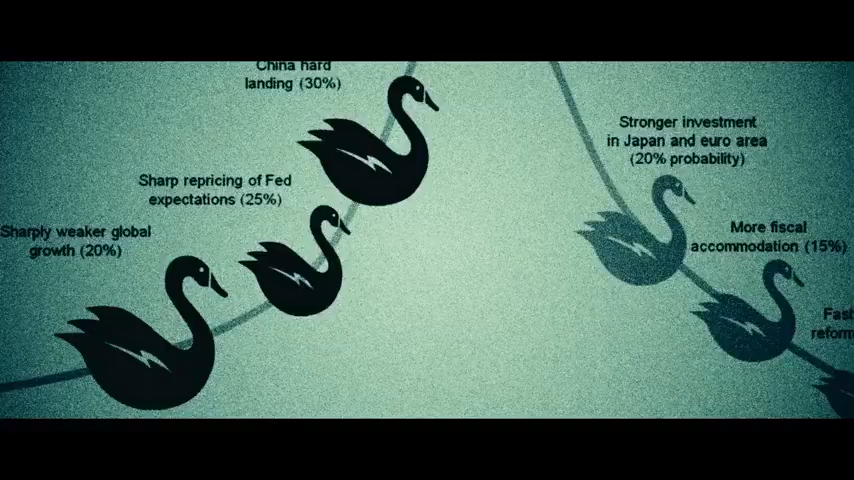 China hard
landing (30%)
Sharp repricing of Fed
expectations (25%)
Sharply weaker global
growth (20%)
Stronger investment
in Japan and euro area
(20% probability)
More fiscal
accommodation (15%)